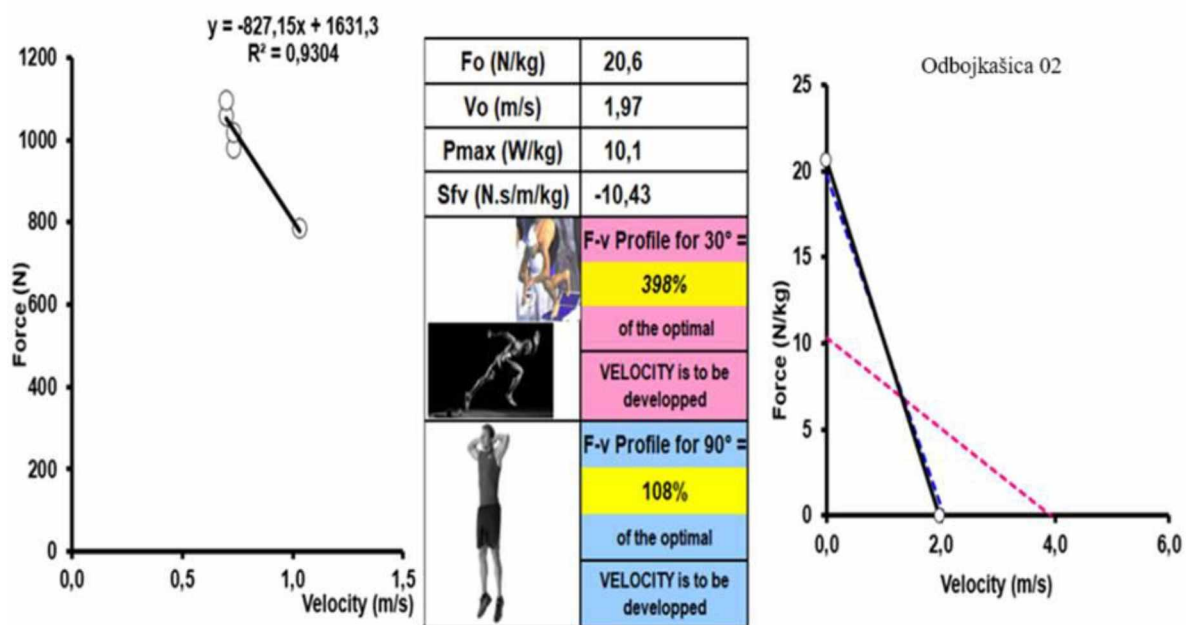 y = -827,15x + 1631,3
R² = 0,9304
1200
1000
800
600
400
200
0
Force (N)
0,0
0,5
1,0
1,5
Velocity (m/s)
Fo (N/kg) 20,6
Vo (m/s) 1,97
Pmax (W/kg) 10,1
Sfv (N.s/m/kg) -10,43
F-v Profile for 30° =
398%
of the optimal
VELOCITY is to be
developped
F-v Profile for 90° =
108%
of the optimal
VELOCITY is to be
developped
Odbojkašica 02
25
20
15
10
5
0
Force (N/kg)
0,0
2,0
4,0
6,0
Velocity (m/s)